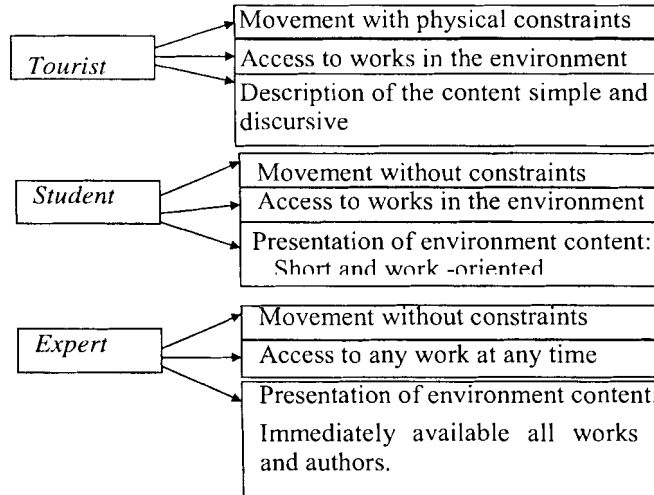 Tourist
Movement with physical constraints
Access to works in the environment
Description of the content simple and
discursive
Student
Movement without constraints
Access to works in the environment
Presentation of environment content:
Short and work -oriented
Expert
Movement without constraints
Access to any work at any time
Presentation of environment content:
Immediately available all works
and authors.